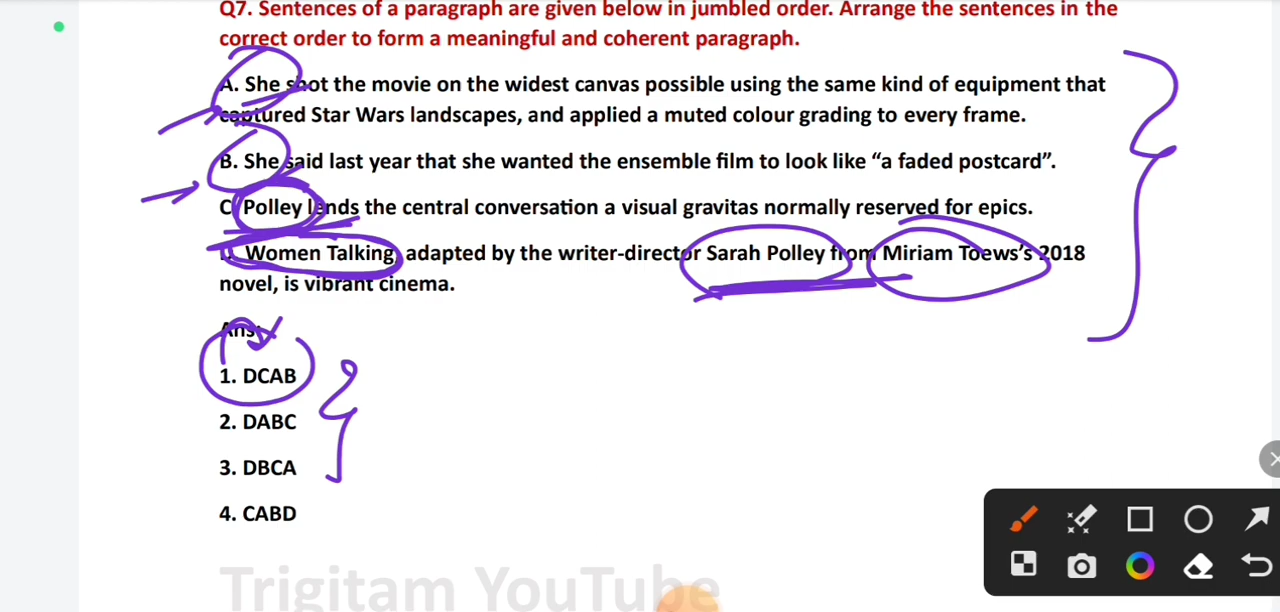 Q7. Sentences of a paragraph are given below in jumbled order. Arrange the sentences in the
correct order to form a meaningful and coherent paragraph.
A. She shot the movie on the widest canvas possible using the same kind of equipment that
captured Star Wars landscapes, and applied a muted colour grading to every frame.
B. She said last year that she wanted the ensemble film to look like “a faded postcard”.
C. Polley lends the central conversation a visual gravitas normally reserved for epics.
D. Women Talking, adapted by the writer-director Sarah Polley from Miriam Toews’s 2018
novel, is vibrant cinema.
Ans:
1. DCAB
2. DABC
3. DBCA
4. CABD
Trigitam YouTube